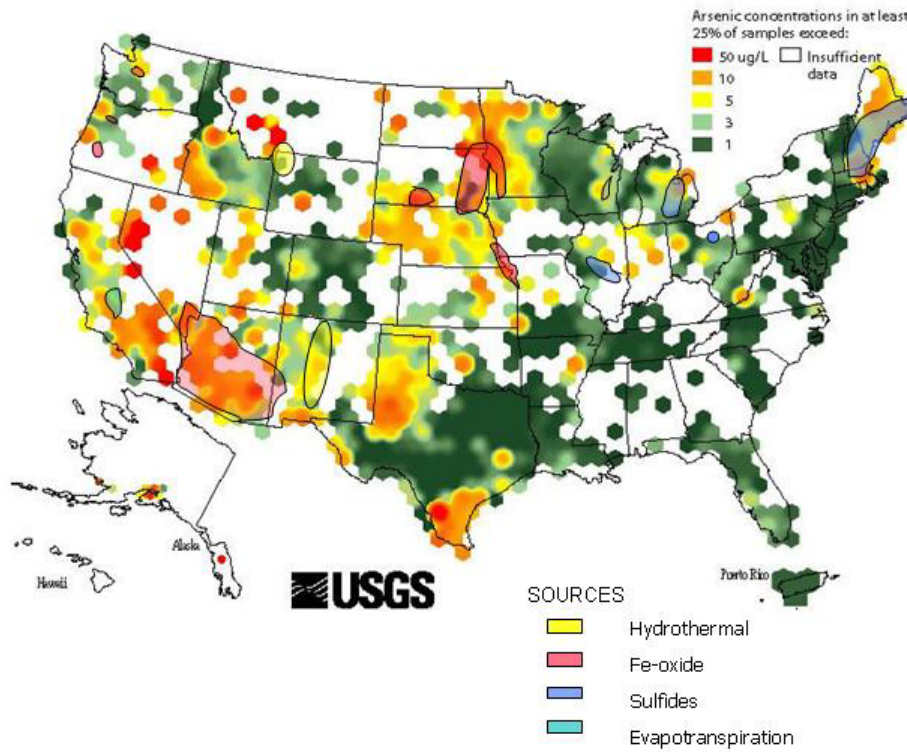 Arsenic concentrations in at least
25% of samples exceed:
50 ug/L
Insufficient
data
10
5
3
1
Alaska
Hawaii
USGS
Puerto Rico
SOURCES
Hydrothermal
Fe-oxide
Sulfides
Evapotranspiration